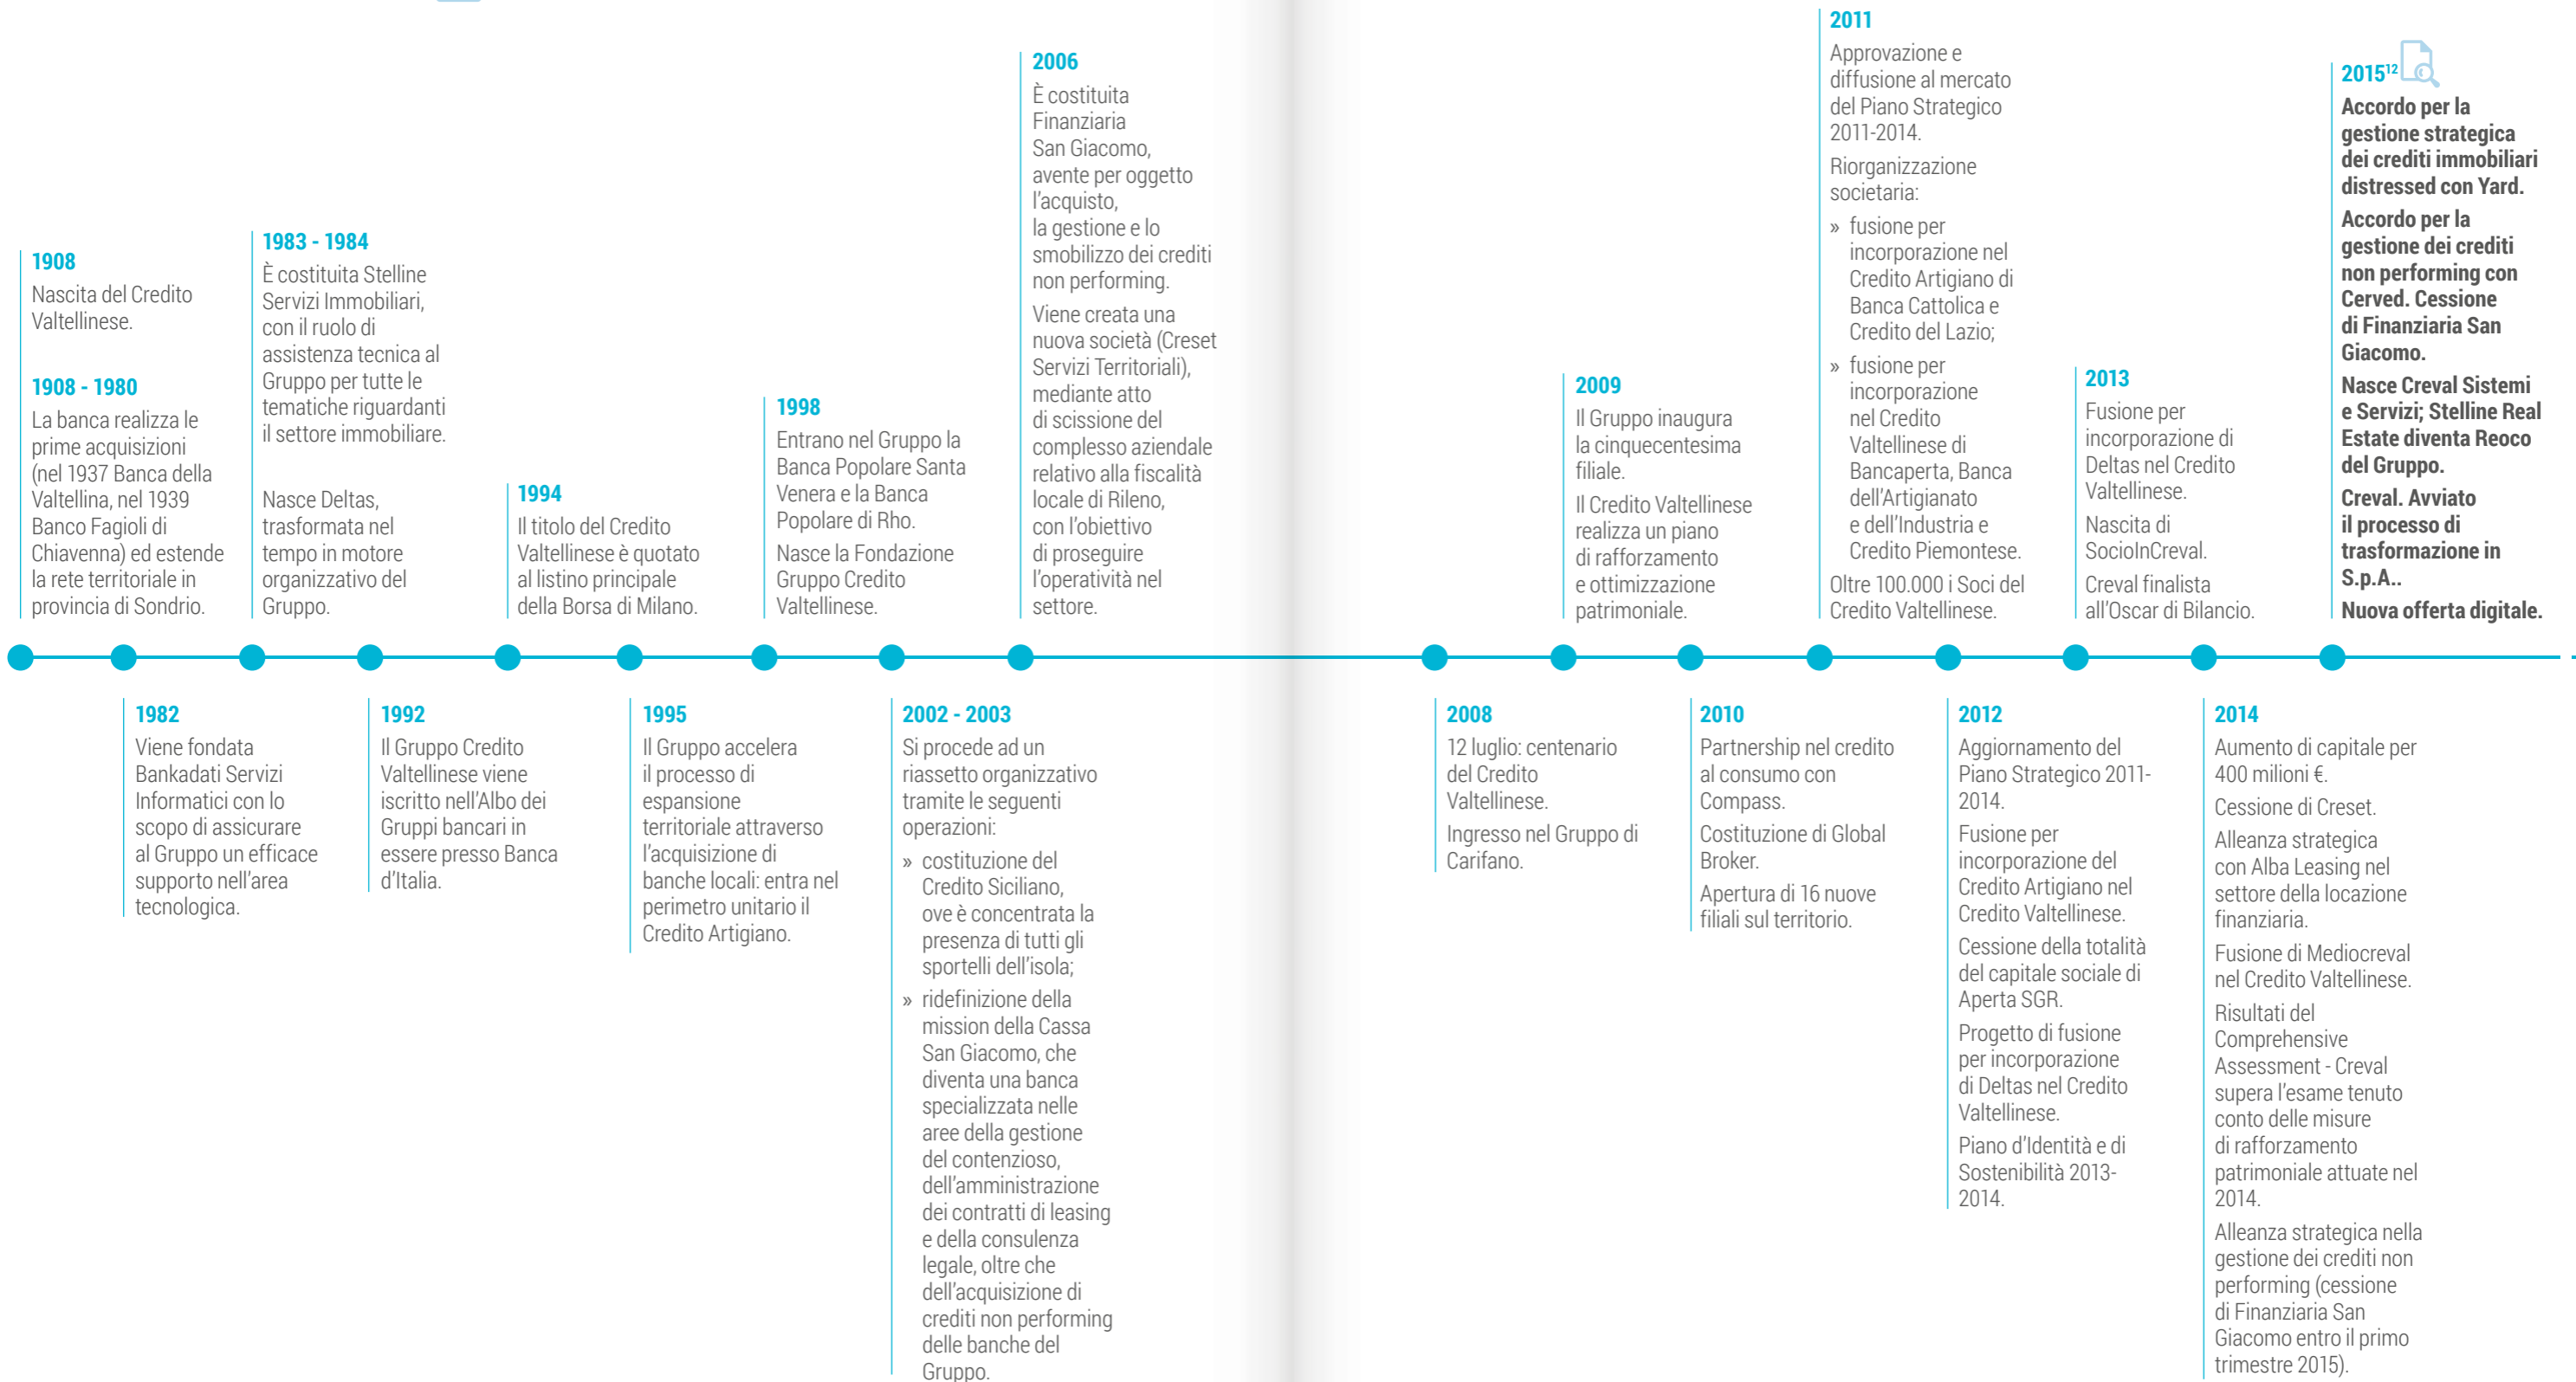 1908
Nascita del Credito
Valtellinese.
1908 - 1980
La banca realizza le
prime acquisizioni
(nel 1937 Banca della
Valtellina, nel 1939
Banco Fagioli di
Chiavenna) ed estende
la rete territoriale in
provincia di Sondrio.
1982
Viene fondata
Bankadati Servizi
Informatici con lo
scopo di assicurare
al Gruppo un efficace
supporto nell'area
tecnologica.
1983 - 1984
È costituita Stelline
Servizi Immobiliari,
con il ruolo di
assistenza tecnica al
Gruppo per tutte le
tematiche riguardanti
il settore immobiliare.
Nasce Deltas,
trasformata nel
tempo in motore
organizzativo del
Gruppo.
1992
Il Gruppo Credito
Valtellinese viene
iscritto nell'Albo dei
Gruppi bancari in
essere presso Banca
d'Italia.
1994
Il titolo del Credito
Valtellinese è quotato
al listino principale
della Borsa di Milano.
1995
Il Gruppo accelera
il processo di
espansione
territoriale attraverso
l'acquisizione di
banche locali: entra nel
perimetro unitario il
Credito Artigiano.
1998
Entrano nel Gruppo la
Banca Popolare Santa
Venera e la Banca
Popolare di Rho.
Nasce la Fondazione
Gruppo Credito
Valtellinese.
2002 - 2003
Si procede ad un
riassetto organizzativo
tramite le seguenti
operazioni:
» costituzione del
Credito Siciliano,
ove è concentrata la
presenza di tutti gli
sportelli dell'isola;
» ridefinizione della
mission della Cassa
San Giacomo, che
diventa una banca
specializzata nelle
aree della gestione
del contenzioso,
dell'amministrazione
dei contratti di leasing
e della consulenza
legale, oltre che
dell'acquisizione di
crediti non performing
delle banche del
Gruppo.
2006
È costituita
Finanziaria
San Giacomo,
avente per oggetto
l'acquisto,
la gestione e lo
smobilizzo dei crediti
non performing.
Viene creata una
nuova società (Creset
Servizi Territoriali),
mediante atto
di scissione del
complesso aziendale
relativo alla fiscalità
locale di Rileno,
con l'obiettivo
di proseguire
l'operatività nel
settore.
2008
12 luglio: centenario
del Credito
Valtellinese.
Ingresso nel Gruppo di
Carifano.
2009
Il Gruppo inaugura
la cinquecentesima
filiale.
Il Credito Valtellinese
realizza un piano
di rafforzamento
e ottimizzazione
patrimoniale.
2010
Partnership nel credito
al consumo con
Compass.
Costituzione di Global
Broker.
Apertura di 16 nuove
filiali sul territorio.
2011
Approvazione e
diffusione al mercato
del Piano Strategico
2011-2014.
Riorganizzazione
societaria:
» fusione per
incorporazione nel
Credito Artigiano di
Banca Cattolica e
Credito del Lazio;
» fusione per
incorporazione
nel Credito
Valtellinese di
Bancaperta, Banca
dell'Artigianato
e dell'Industria e
Credito Piemontese.
Oltre 100.000 i Soci del
Credito Valtellinese.
2012
Aggiornamento del
Piano Strategico 2011-
2014.
Fusione per
incorporazione del
Credito Artigiano nel
Credito Valtellinese.
Cessione della totalità
del capitale sociale di
Aperta SGR.
Progetto di fusione
per incorporazione
di Deltas nel Credito
Valtellinese.
Piano d'Identità e di
Sostenibilità 2013-
2014.
2013
Fusione per
incorporazione di
Deltas nel Credito
Valtellinese.
Nascita di
SocioInCreval.
Creval finalista
all'Oscar di Bilancio.
2014
Aumento di capitale per
400 milioni €.
Cessione di Creset.
Alleanza strategica
con Alba Leasing nel
settore della locazione
finanziaria.
Fusione di Mediocreval
nel Credito Valtellinese.
Risultati del
Comprehensive
Assessment - Creval
supera l'esame tenuto
conto delle misure
di rafforzamento
patrimoniale attuate nel
2014.
Alleanza strategica nella
gestione dei crediti non
performing (cessione
di Finanziaria San
Giacomo entro il primo
trimestre 2015).
2015¹²
Accordo per la
gestione strategica
dei crediti immobiliari
distressed con Yard.
Accordo per la
gestione dei crediti
non performing con
Cerved. Cessione
di Finanziaria San
Giacomo.
Nasce Creval Sistemi
e Servizi; Stelline Real
Estate diventa Reoco
del Gruppo.
Creval. Avviato
il processo di
trasformazione in
S.p.A..
Nuova offerta digitale.